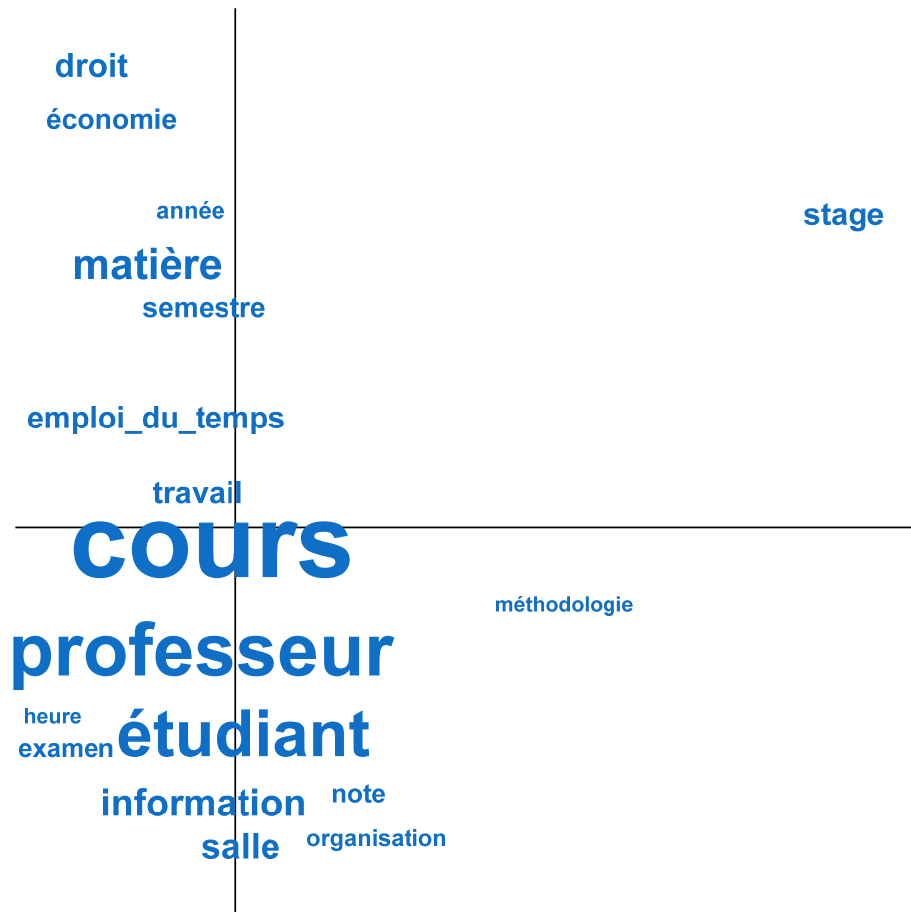 droit
économie
année
stage
matière
semestre
emploi_du_temps
travail
cours
méthodologie
professeur
heure
étudiant
examen
information
note
salle
organisation